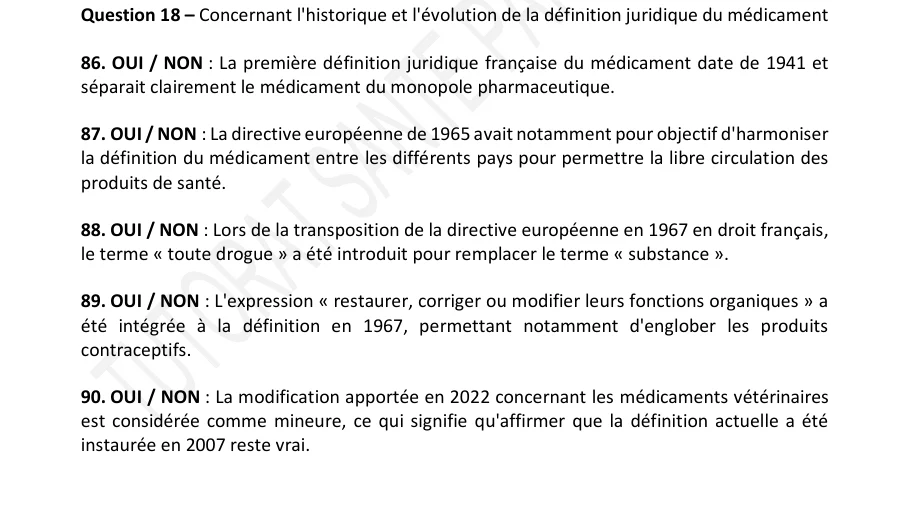 Question 18 – Concernant l'historique et l'évolution de la définition juridique du médicament
86. OUI / NON : La première définition juridique française du médicament date de 1941 et
séparait clairement le médicament du monopole pharmaceutique.
87. OUI / NON : La directive européenne de 1965 avait notamment pour objectif d'harmoniser
la définition du médicament entre les différents pays pour permettre la libre circulation des
produits de santé.
88. OUI / NON : Lors de la transposition de la directive européenne en 1967 en droit français,
le terme « toute drogue » a été introduit pour remplacer le terme « substance ».
89. OUI / NON : L'expression « restaurer, corriger ou modifier leurs fonctions organiques » a
été intégrée à la définition en 1967, permettant notamment d'englober les produits
contraceptifs.
90. OUI / NON : La modification apportée en 2022 concernant les médicaments vétérinaires
est considérée comme mineure, ce qui signifie qu'affirmer que la définition actuelle a été
instaurée en 2007 reste vrai.
TUTORAT SANTE